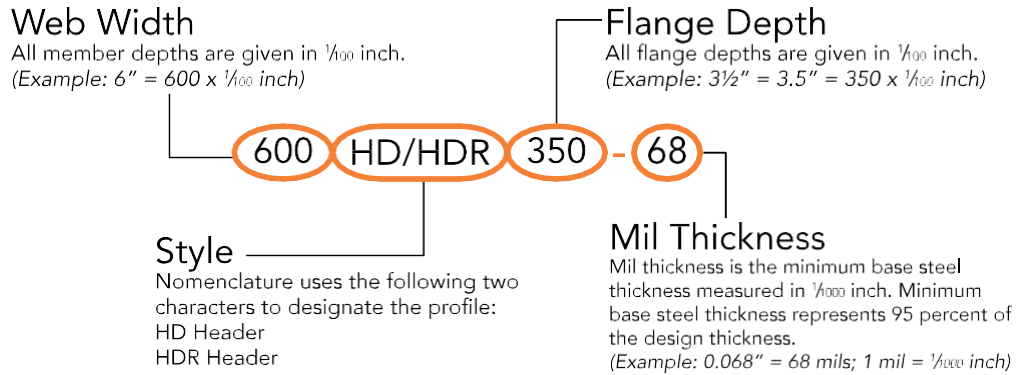 Web Width
All member depths are given in 1/100 inch.
(Example: 6" = 600 x 1/100 inch)
Flange Depth
All flange depths are given in 1/100 inch.
(Example: 3½" = 3.5" = 350 x 1/100 inch)
600 HD/HDR 350 - 68
Style
Nomenclature uses the following two
characters to designate the profile:
HD Header
HDR Header
Mil Thickness
Mil thickness is the minimum base steel
thickness measured in 1/1000 inch. Minimum
base steel thickness represents 95 percent of
the design thickness.
(Example: 0.068" = 68 mils; 1 mil = 1/1000 inch)